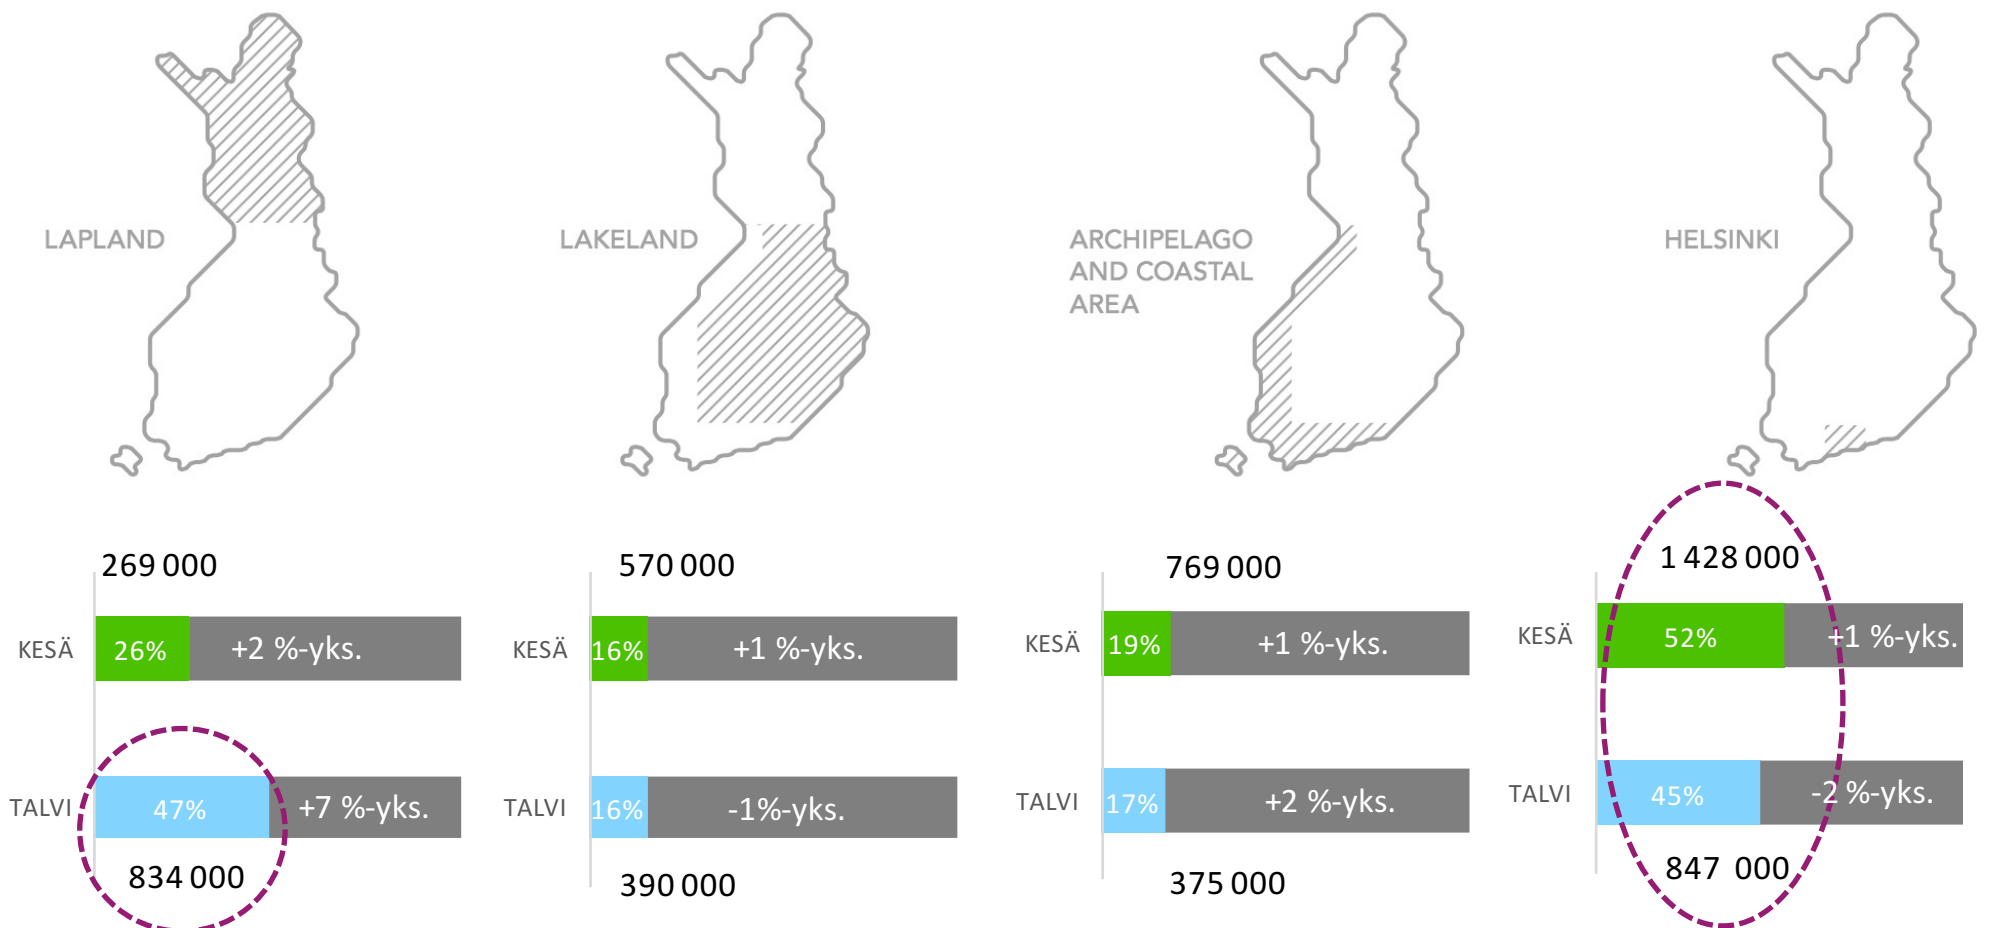 LAPLAND
269 000
KESÄ
26%
+2 %-yks.
TALVI
47%
+7 %-yks.
834 000
LAKELAND
570 000
KESÄ
16%
+1 %-yks.
TALVI
16%
-1%-yks.
390 000
ARCHIPELAGO
AND COASTAL
AREA
769 000
KESÄ
19%
+1 %-yks.
TALVI
17%
+2 %-yks.
375 000
HELSINKI
1 428 000
KESÄ
52%
+1 %-yks.
TALVI
45%
-2 %-yks.
847 000